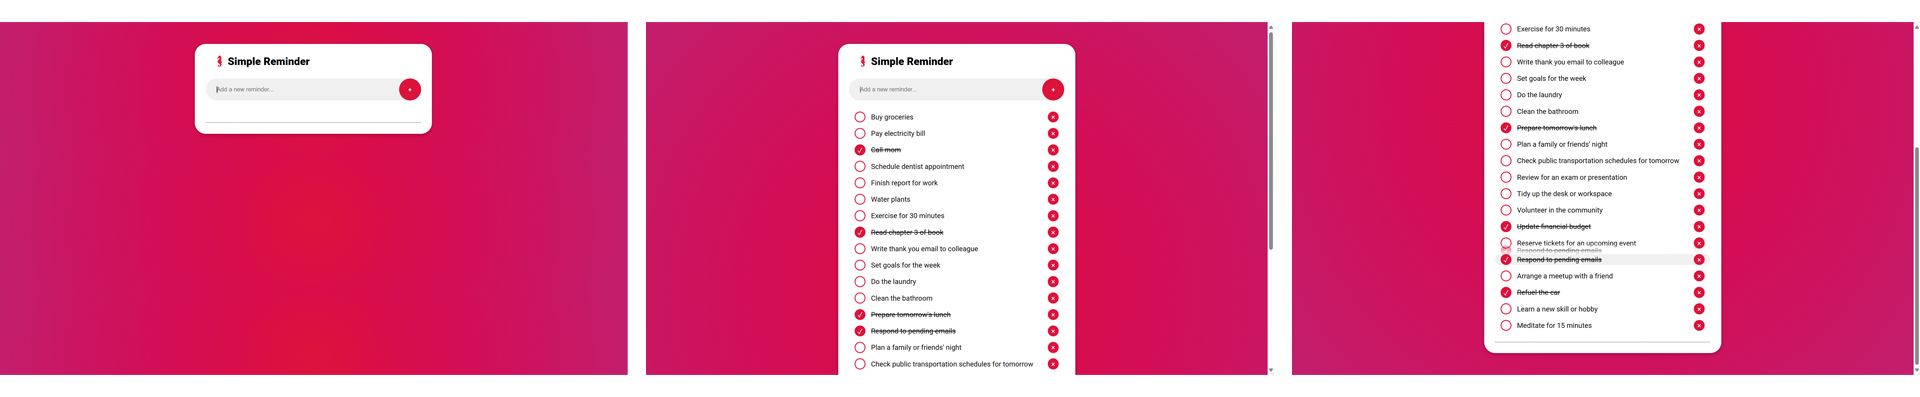 Simple Reminder
Add a new reminder...
+
Simple Reminder
Add a new reminder...
+
Buy groceries
Pay electricity bill
Call mom
Schedule dentist appointment
Finish report for work
Water plants
Exercise for 30 minutes
Read chapter 3 of book
Write thank you email to colleague
Set goals for the week
Do the laundry
Clean the bathroom
Prepare tomorrow's lunch
Respond to pending emails
Plan a family or friends' night
Check public transportation schedules for tomorrow
Exercise for 30 minutes
Read chapter 3 of book
Write thank you email to colleague
Set goals for the week
Do the laundry
Clean the bathroom
Prepare tomorrow's lunch
Plan a family or friends' night
Check public transportation schedules for tomorrow
Review for an exam or presentation
Tidy up the desk or workspace
Volunteer in the community
Update financial budget
Reserve tickets for an upcoming event
Respond to pending emails
Respond to pending emails
Arrange a meetup with a friend
Refuel the car
Learn a new skill or hobby
Meditate for 15 minutes